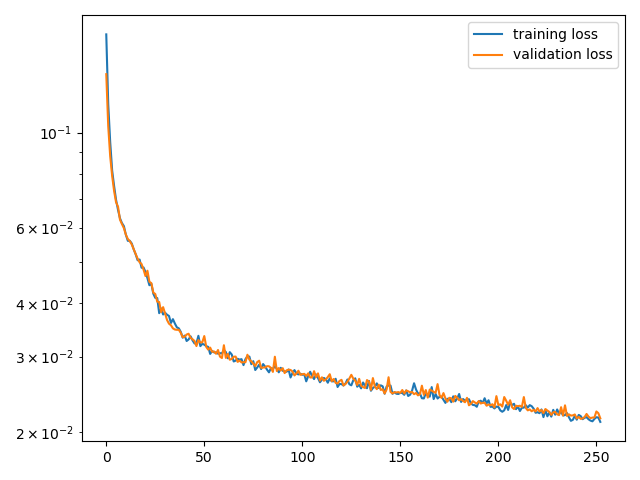 training loss
validation loss
10⁻¹
6 × 10⁻²
4 × 10⁻²
3 × 10⁻²
2 × 10⁻²
0 50 100 150 200 250